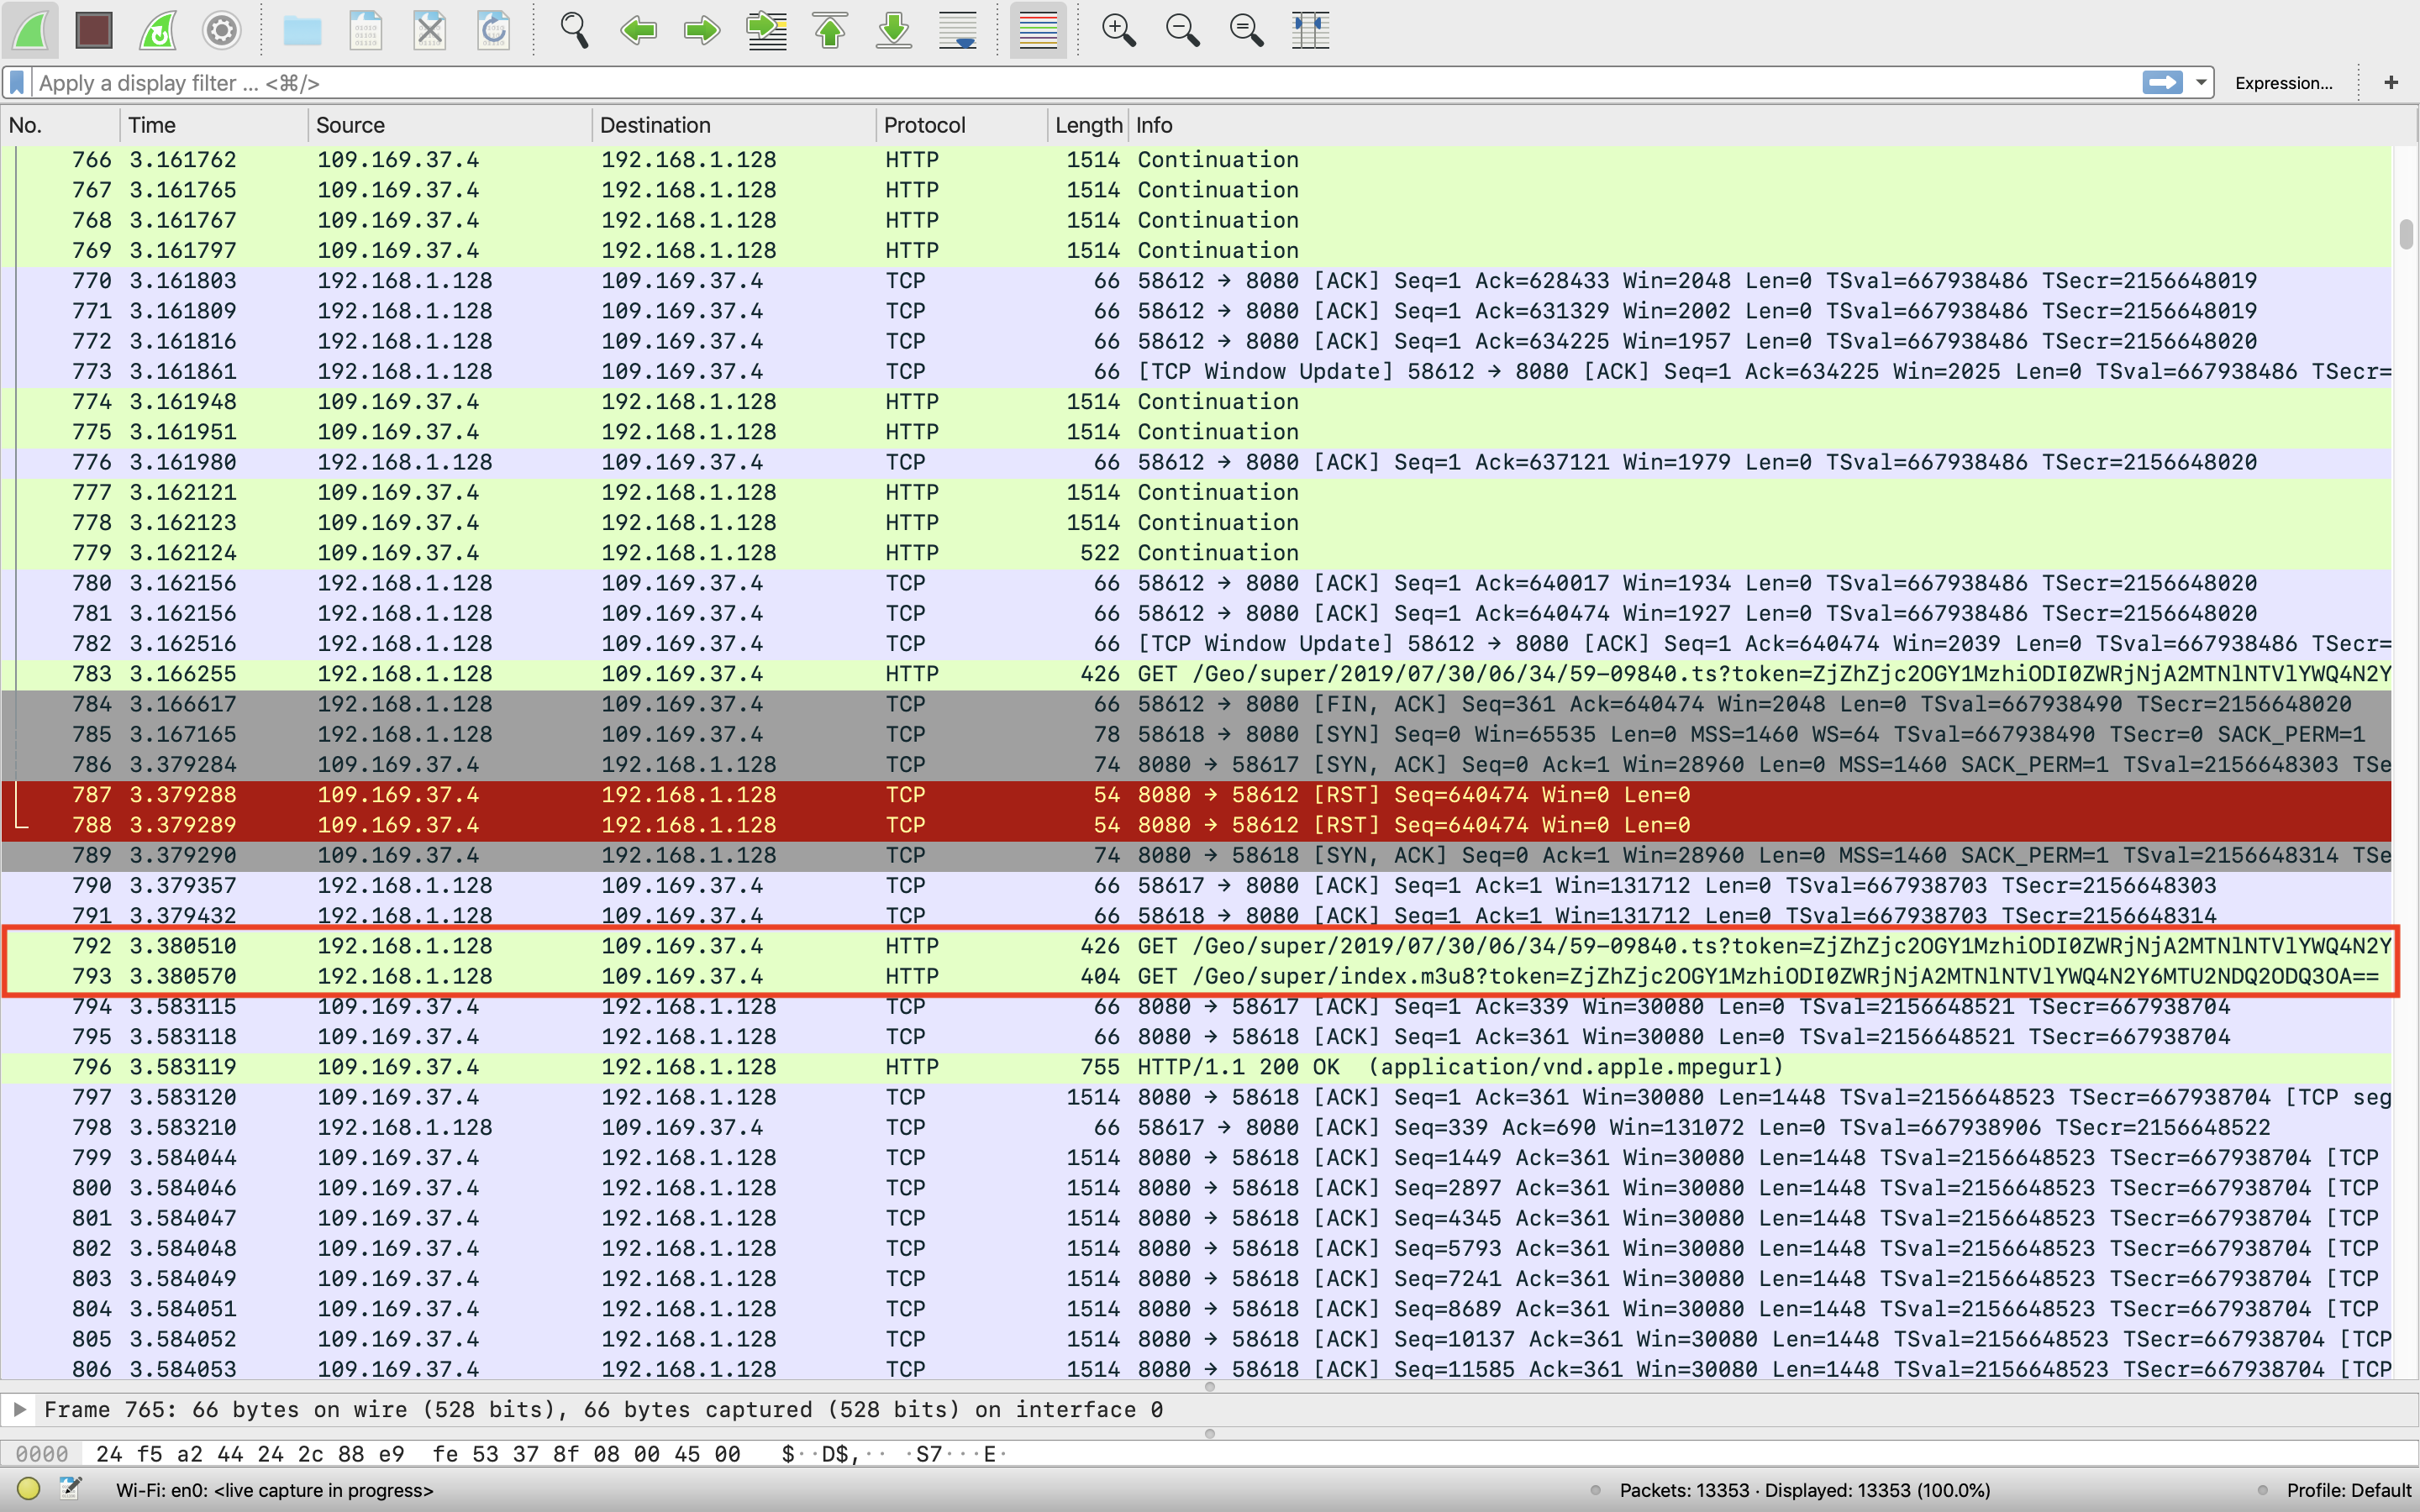 Apply a display filter ... <⌘/>
Expression...
+
No. Time Source Destination Protocol Length Info
766 3.161762 109.169.37.4 192.168.1.128 HTTP 1514 Continuation
767 3.161765 109.169.37.4 192.168.1.128 HTTP 1514 Continuation
768 3.161767 109.169.37.4 192.168.1.128 HTTP 1514 Continuation
769 3.161797 109.169.37.4 192.168.1.128 HTTP 1514 Continuation
770 3.161803 192.168.1.128 109.169.37.4 TCP 66 58612 → 8080 [ACK] Seq=1 Ack=628433 Win=2048 Len=0 TSval=667938486 TSecr=2156648019
771 3.161809 192.168.1.128 109.169.37.4 TCP 66 58612 → 8080 [ACK] Seq=1 Ack=631329 Win=2002 Len=0 TSval=667938486 TSecr=2156648019
772 3.161816 192.168.1.128 109.169.37.4 TCP 66 58612 → 8080 [ACK] Seq=1 Ack=634225 Win=1957 Len=0 TSval=667938486 TSecr=2156648020
773 3.161861 192.168.1.128 109.169.37.4 TCP 66 [TCP Window Update] 58612 → 8080 [ACK] Seq=1 Ack=634225 Win=2025 Len=0 TSval=667938486 TSecr=
774 3.161948 109.169.37.4 192.168.1.128 HTTP 1514 Continuation
775 3.161951 109.169.37.4 192.168.1.128 HTTP 1514 Continuation
776 3.161980 192.168.1.128 109.169.37.4 TCP 66 58612 → 8080 [ACK] Seq=1 Ack=637121 Win=1979 Len=0 TSval=667938486 TSecr=2156648020
777 3.162121 109.169.37.4 192.168.1.128 HTTP 1514 Continuation
778 3.162123 109.169.37.4 192.168.1.128 HTTP 1514 Continuation
779 3.162124 109.169.37.4 192.168.1.128 HTTP 522 Continuation
780 3.162156 192.168.1.128 109.169.37.4 TCP 66 58612 → 8080 [ACK] Seq=1 Ack=640017 Win=1934 Len=0 TSval=667938486 TSecr=2156648020
781 3.162156 192.168.1.128 109.169.37.4 TCP 66 58612 → 8080 [ACK] Seq=1 Ack=640474 Win=1927 Len=0 TSval=667938486 TSecr=2156648020
782 3.162516 192.168.1.128 109.169.37.4 TCP 66 [TCP Window Update] 58612 → 8080 [ACK] Seq=1 Ack=640474 Win=2039 Len=0 TSval=667938486 TSecr=
783 3.166255 192.168.1.128 109.169.37.4 HTTP 426 GET /Geo/super/2019/07/30/06/34/59-09840.ts?token=ZjZhZjc2OGY1MzhiODI0ZWRjNjA2MTNlNTVlYWQ4N2Y
784 3.166617 192.168.1.128 109.169.37.4 TCP 66 58612 → 8080 [FIN, ACK] Seq=361 Ack=640474 Win=2048 Len=0 TSval=667938490 TSecr=2156648020
785 3.167165 192.168.1.128 109.169.37.4 TCP 78 58618 → 8080 [SYN] Seq=0 Win=65535 Len=0 MSS=1460 WS=64 TSval=667938490 TSecr=0 SACK_PERM=1
786 3.379284 109.169.37.4 192.168.1.128 TCP 74 8080 → 58617 [SYN, ACK] Seq=0 Ack=1 Win=28960 Len=0 MSS=1460 SACK_PERM=1 TSval=2156648303 TSe
787 3.379288 109.169.37.4 192.168.1.128 TCP 54 8080 → 58612 [RST] Seq=640474 Win=0 Len=0
788 3.379289 109.169.37.4 192.168.1.128 TCP 54 8080 → 58612 [RST] Seq=640474 Win=0 Len=0
789 3.379290 109.169.37.4 192.168.1.128 TCP 74 8080 → 58618 [SYN, ACK] Seq=0 Ack=1 Win=28960 Len=0 MSS=1460 SACK_PERM=1 TSval=2156648314 TSe
790 3.379357 192.168.1.128 109.169.37.4 TCP 66 58617 → 8080 [ACK] Seq=1 Ack=1 Win=131712 Len=0 TSval=667938703 TSecr=2156648303
791 3.379432 192.168.1.128 109.169.37.4 TCP 66 58618 → 8080 [ACK] Seq=1 Ack=1 Win=131712 Len=0 TSval=667938703 TSecr=2156648314
792 3.380510 192.168.1.128 109.169.37.4 HTTP 426 GET /Geo/super/2019/07/30/06/34/59-09840.ts?token=ZjZhZjc2OGY1MzhiODI0ZWRjNjA2MTNlNTVlYWQ4N2Y
793 3.380570 192.168.1.128 109.169.37.4 HTTP 404 GET /Geo/super/index.m3u8?token=ZjZhZjc2OGY1MzhiODI0ZWRjNjA2MTNlNTVlYWQ4N2Y6MTU2NDQ2ODQ3OA==
794 3.583115 109.169.37.4 192.168.1.128 TCP 66 8080 → 58617 [ACK] Seq=1 Ack=339 Win=30080 Len=0 TSval=2156648521 TSecr=667938704
795 3.583118 109.169.37.4 192.168.1.128 TCP 66 8080 → 58618 [ACK] Seq=1 Ack=361 Win=30080 Len=0 TSval=2156648521 TSecr=667938704
796 3.583119 109.169.37.4 192.168.1.128 HTTP 755 HTTP/1.1 200 OK (application/vnd.apple.mpegurl)
797 3.583120 109.169.37.4 192.168.1.128 TCP 1514 8080 → 58618 [ACK] Seq=1 Ack=361 Win=30080 Len=1448 TSval=2156648523 TSecr=667938704 [TCP seg
798 3.583210 192.168.1.128 109.169.37.4 TCP 66 58617 → 8080 [ACK] Seq=339 Ack=690 Win=131072 Len=0 TSval=667938906 TSecr=2156648522
799 3.584044 109.169.37.4 192.168.1.128 TCP 1514 8080 → 58618 [ACK] Seq=1449 Ack=361 Win=30080 Len=1448 TSval=2156648523 TSecr=667938704 [TCP
800 3.584046 109.169.37.4 192.168.1.128 TCP 1514 8080 → 58618 [ACK] Seq=2897 Ack=361 Win=30080 Len=1448 TSval=2156648523 TSecr=667938704 [TCP
801 3.584047 109.169.37.4 192.168.1.128 TCP 1514 8080 → 58618 [ACK] Seq=4345 Ack=361 Win=30080 Len=1448 TSval=2156648523 TSecr=667938704 [TCP
802 3.584048 109.169.37.4 192.168.1.128 TCP 1514 8080 → 58618 [ACK] Seq=5793 Ack=361 Win=30080 Len=1448 TSval=2156648523 TSecr=667938704 [TCP
803 3.584049 109.169.37.4 192.168.1.128 TCP 1514 8080 → 58618 [ACK] Seq=7241 Ack=361 Win=30080 Len=1448 TSval=2156648523 TSecr=667938704 [TCP
804 3.584051 109.169.37.4 192.168.1.128 TCP 1514 8080 → 58618 [ACK] Seq=8689 Ack=361 Win=30080 Len=1448 TSval=2156648523 TSecr=667938704 [TCP
805 3.584052 109.169.37.4 192.168.1.128 TCP 1514 8080 → 58618 [ACK] Seq=10137 Ack=361 Win=30080 Len=1448 TSval=2156648523 TSecr=667938704 [TCP
806 3.584053 109.169.37.4 192.168.1.128 TCP 1514 8080 → 58618 [ACK] Seq=11585 Ack=361 Win=30080 Len=1448 TSval=2156648523 TSecr=667938704 [TCP
Frame 765: 66 bytes on wire (528 bits), 66 bytes captured (528 bits) on interface 0
0000 24 f5 a2 44 24 2c 88 e9 fe 53 37 8f 08 00 45 00 $··D$,·· ·S7···E·
Wi-Fi: en0: <live capture in progress>
Packets: 13353 · Displayed: 13353 (100.0%)
Profile: Default